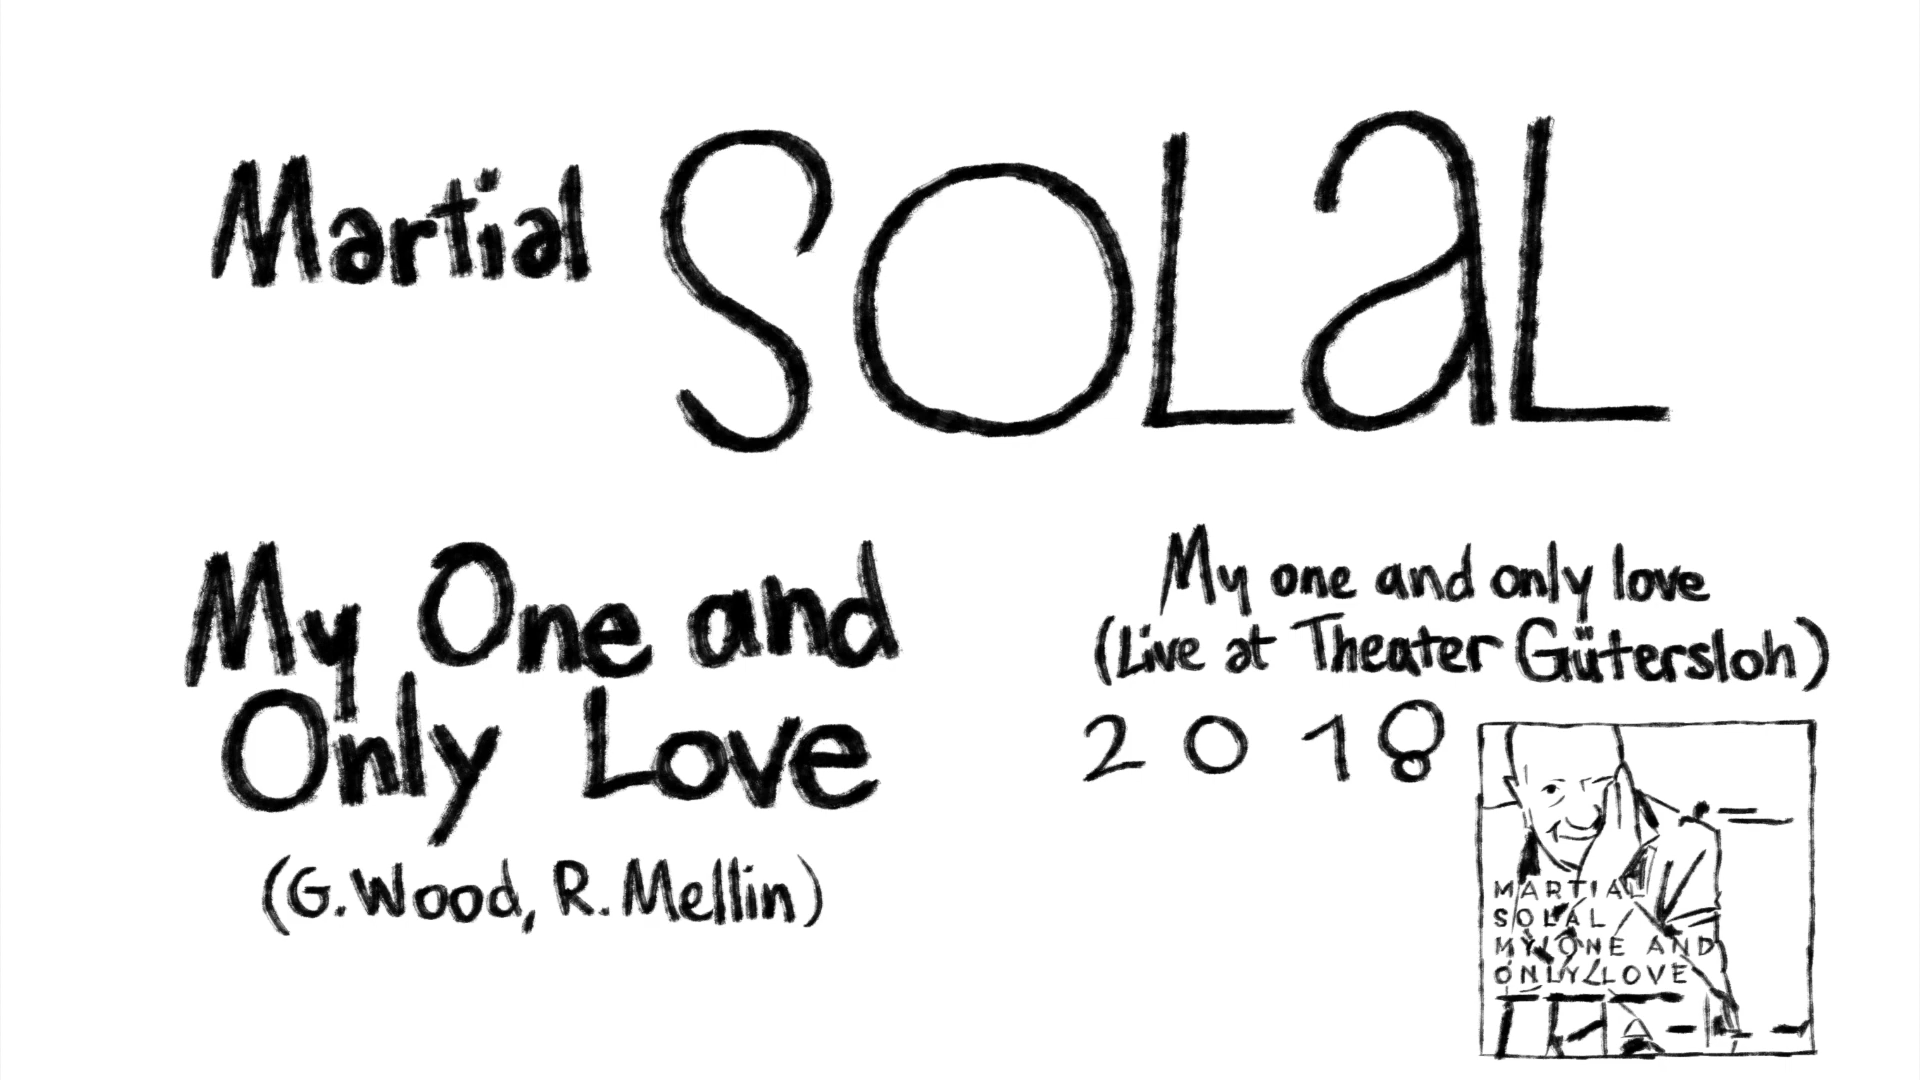 Martial SOLaL
My One and
Only Love
(G. Wood, R. Mellin)
My one and only love
(Live at Theater Gütersloh)
2018
MARTIAL
SOLAL
MY ONE AND
ONLY LOVE